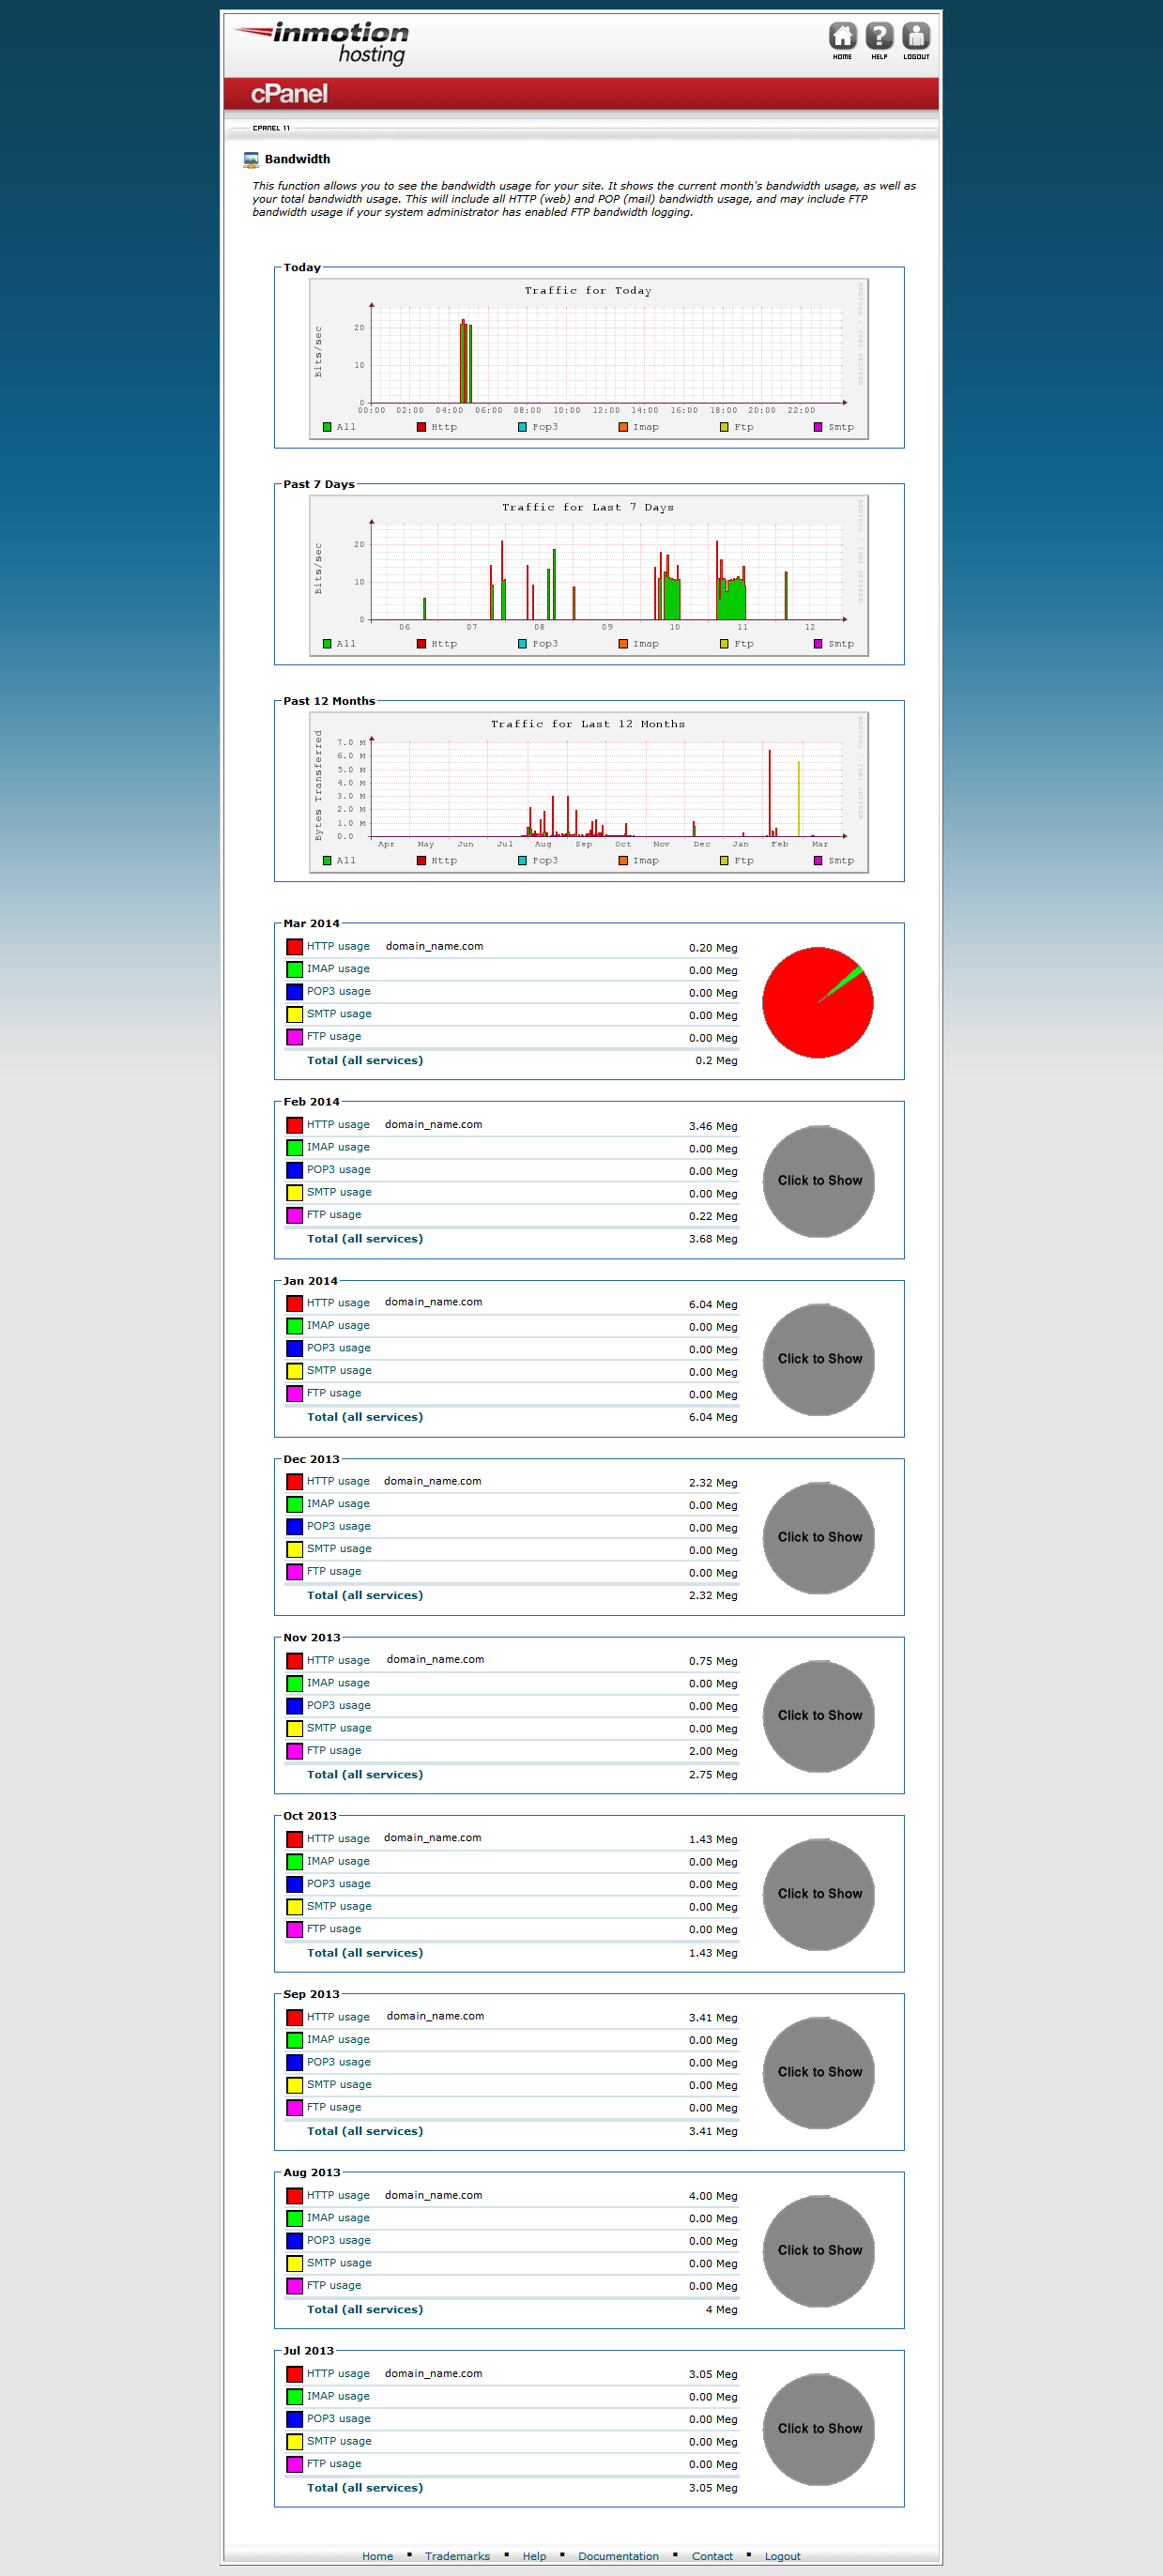 inmotion
hosting
HOME HELP LOGOUT
cPanel
CPANEL 11
Bandwidth
This function allows you to see the bandwidth usage for your site. It shows the current month's bandwidth usage, as well as
your total bandwidth usage. This will include all HTTP (web) and POP (mail) bandwidth usage, and may include FTP
bandwidth usage if your system administrator has enabled FTP bandwidth logging.
Today
Traffic for Today
RRDTOOL / TOBI OETIKER
Bits/sec
20
10
0
00:00 02:00 04:00 06:00 08:00 10:00 12:00 14:00 16:00 18:00 20:00 22:00
All Http Pop3 Imap Ftp Smtp
Past 7 Days
Traffic for Last 7 Days
RRDTOOL / TOBI OETIKER
Bits/sec
20
10
0
06 07 08 09 10 11 12
All Http Pop3 Imap Ftp Smtp
Past 12 Months
Traffic for Last 12 Months
RRDTOOL / TOBI OETIKER
Bytes Transferred
7.0 M
6.0 M
5.0 M
4.0 M
3.0 M
2.0 M
1.0 M
0.0
Apr May Jun Jul Aug Sep Oct Nov Dec Jan Feb Mar
All Http Pop3 Imap Ftp Smtp
Mar 2014
HTTP usage domain_name.com 0.20 Meg
IMAP usage 0.00 Meg
POP3 usage 0.00 Meg
SMTP usage 0.00 Meg
FTP usage 0.00 Meg
Total (all services) 0.2 Meg
Feb 2014
HTTP usage domain_name.com 3.46 Meg
IMAP usage 0.00 Meg
POP3 usage 0.00 Meg
SMTP usage 0.00 Meg
FTP usage 0.22 Meg
Total (all services) 3.68 Meg
Click to Show
Jan 2014
HTTP usage domain_name.com 6.04 Meg
IMAP usage 0.00 Meg
POP3 usage 0.00 Meg
SMTP usage 0.00 Meg
FTP usage 0.00 Meg
Total (all services) 6.04 Meg
Click to Show
Dec 2013
HTTP usage domain_name.com 2.32 Meg
IMAP usage 0.00 Meg
POP3 usage 0.00 Meg
SMTP usage 0.00 Meg
FTP usage 0.00 Meg
Total (all services) 2.32 Meg
Click to Show
Nov 2013
HTTP usage domain_name.com 0.75 Meg
IMAP usage 0.00 Meg
POP3 usage 0.00 Meg
SMTP usage 0.00 Meg
FTP usage 2.00 Meg
Total (all services) 2.75 Meg
Click to Show
Oct 2013
HTTP usage domain_name.com 1.43 Meg
IMAP usage 0.00 Meg
POP3 usage 0.00 Meg
SMTP usage 0.00 Meg
FTP usage 0.00 Meg
Total (all services) 1.43 Meg
Click to Show
Sep 2013
HTTP usage domain_name.com 3.41 Meg
IMAP usage 0.00 Meg
POP3 usage 0.00 Meg
SMTP usage 0.00 Meg
FTP usage 0.00 Meg
Total (all services) 3.41 Meg
Click to Show
Aug 2013
HTTP usage domain_name.com 4.00 Meg
IMAP usage 0.00 Meg
POP3 usage 0.00 Meg
SMTP usage 0.00 Meg
FTP usage 0.00 Meg
Total (all services) 4 Meg
Click to Show
Jul 2013
HTTP usage domain_name.com 3.05 Meg
IMAP usage 0.00 Meg
POP3 usage 0.00 Meg
SMTP usage 0.00 Meg
FTP usage 0.00 Meg
Total (all services) 3.05 Meg
Click to Show
Home ▪ Trademarks ▪ Help ▪ Documentation ▪ Contact ▪ Logout